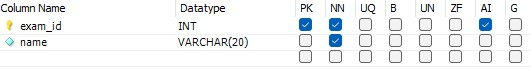 Column Name Datatype PK NN UQ B UN ZF AI G
exam_id INT
name VARCHAR(20)